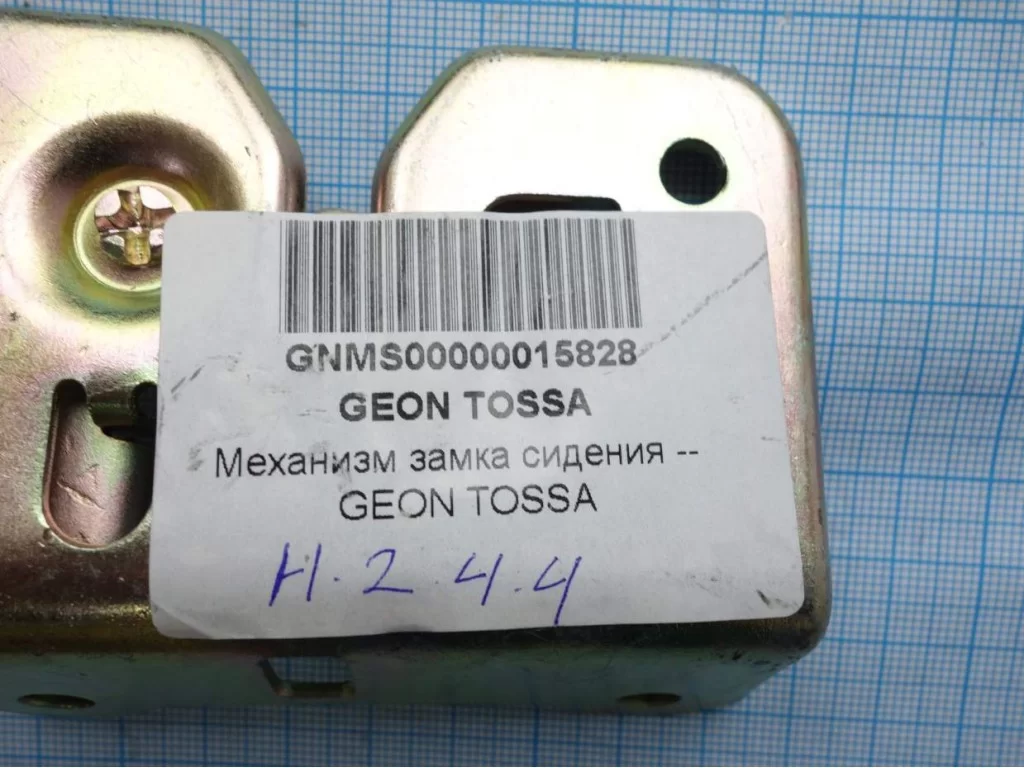 GNMS00000015828
GEON TOSSA
Механизм замка сидения --
GEON TOSSA
H.2.4.4